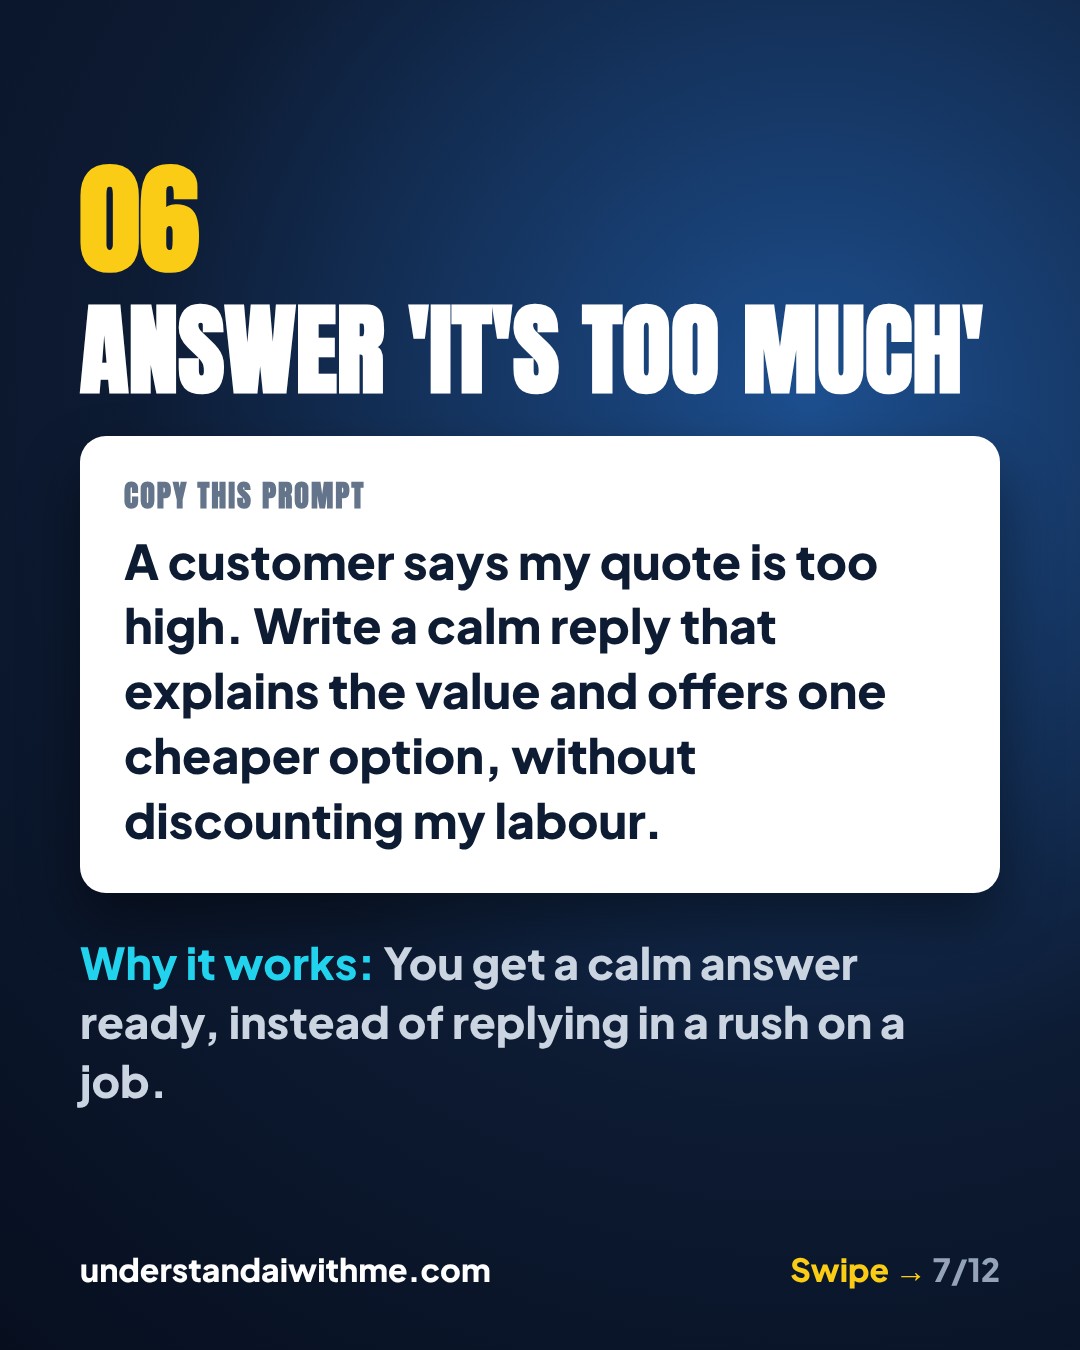 06
ANSWER 'IT'S TOO MUCH'
COPY THIS PROMPT
A customer says my quote is too
high. Write a calm reply that
explains the value and offers one
cheaper option, without
discounting my labour.
Why it works: You get a calm answer
ready, instead of replying in a rush on a
job.
understandaiwithme.com
Swipe → 7/12